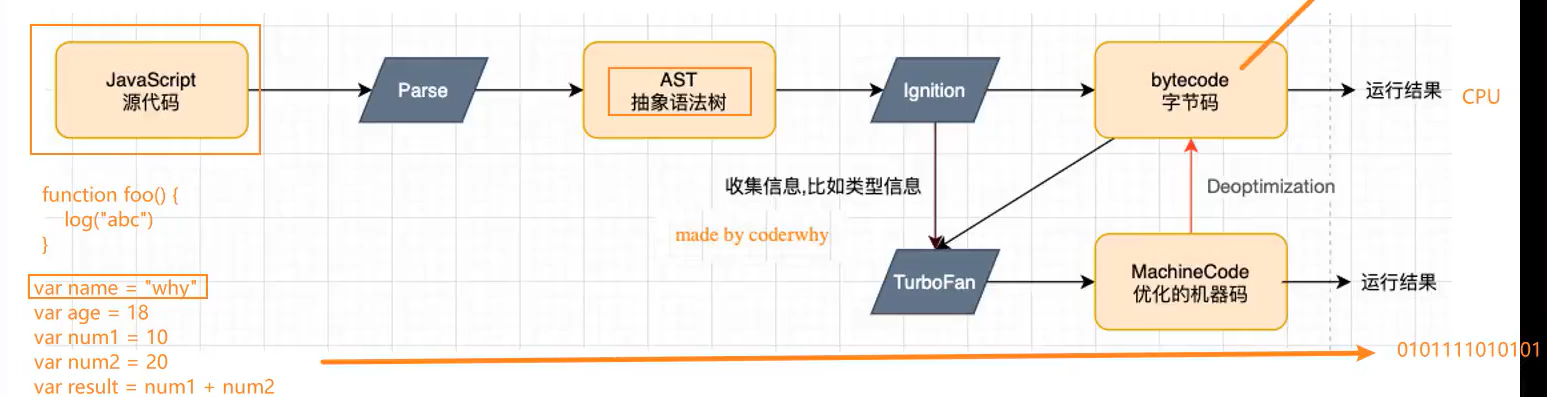 JavaScript
源代码
Parse
AST
抽象语法树
Ignition
bytecode
字节码
运行结果
CPU
function foo() {
log("abc")
}
收集信息,比如类型信息
Deoptimization
made by coderwhy
var name = "why"
var age = 18
var num1 = 10
var num2 = 20
var result = num1 + num2
TurboFan
MachineCode
优化的机器码
运行结果
0101111010101